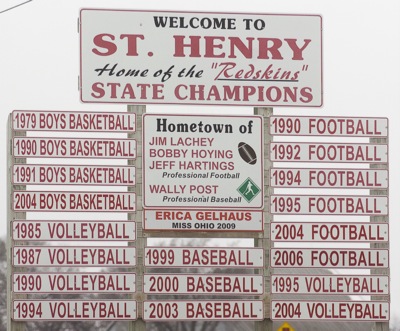 WELCOME TO
ST. HENRY
Home of the "Redskins"
STATE CHAMPIONS
1979 BOYS BASKETBALL
1990 BOYS BASKETBALL
1991 BOYS BASKETBALL
2004 BOYS BASKETBALL
1985 VOLLEYBALL
1987 VOLLEYBALL
1990 VOLLEYBALL
1994 VOLLEYBALL
Hometown of
JIM LACHEY
BOBBY HOYING
JEFF HARTINGS
Professional Football
WALLY POST
Professional Baseball
ERICA GELHAUS
MISS OHIO 2009
1999 BASEBALL
2000 BASEBALL
2003 BASEBALL
1990 FOOTBALL
1992 FOOTBALL
1994 FOOTBALL
1995 FOOTBALL
2004 FOOTBALL
2006 FOOTBALL
1995 VOLLEYBALL
2004 VOLLEYBALL